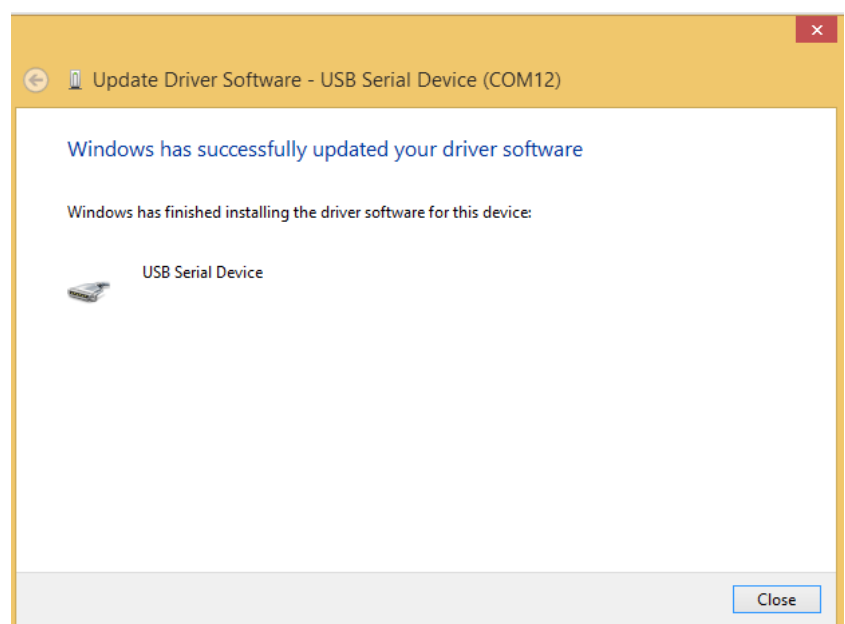 Update Driver Software - USB Serial Device (COM12)
Windows has successfully updated your driver software
Windows has finished installing the driver software for this device:
USB Serial Device
Close